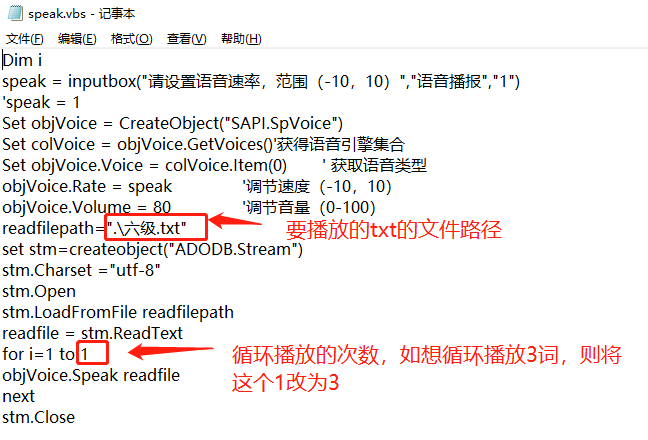 speak.vbs - 记事本
文件(F) 编辑(E) 格式(O) 查看(V) 帮助(H)
Dim i
speak = inputbox("请设置语音速率，范围（-10，10）","语音播报","1")
'speak = 1
Set objVoice = CreateObject("SAPI.SpVoice")
Set colVoice = objVoice.GetVoices()'获得语音引擎集合
Set objVoice.Voice = colVoice.Item(0) ' 获取语音类型
objVoice.Rate = speak '调节速度（-10，10）
objVoice.Volume = 80 '调节音量（0-100）
readfilepath=".\六级.txt" 要播放的txt的文件路径
set stm=createobject("ADODB.Stream")
stm.Charset ="utf-8"
stm.Open
stm.LoadFromFile readfilepath
readfile = stm.ReadText
for i=1 to 1 循环播放的次数，如想循环播放3词，则将
这个1改为3
objVoice.Speak readfile
next
stm.Close